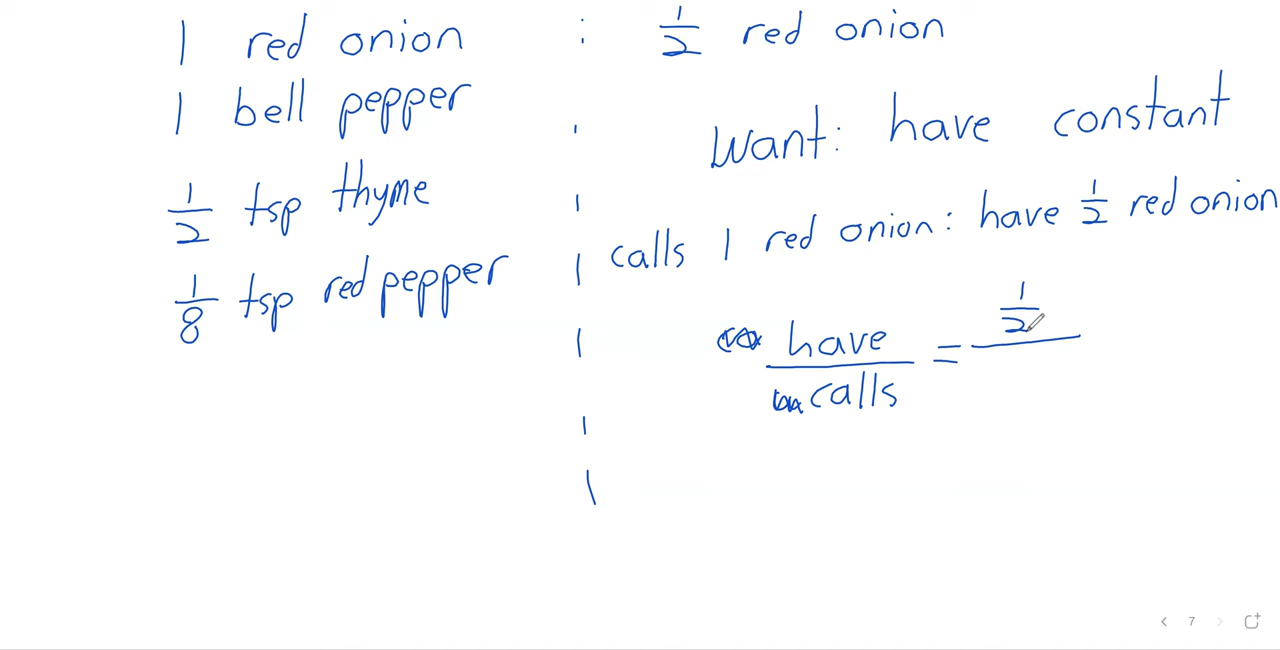 1 red onion : 1/2 red onion
1 bell pepper
Want: have constant
1/2 tsp thyme
calls 1 red onion: have 1/2 red onion
1/8 tsp red pepper
have/calls = 1/2
7